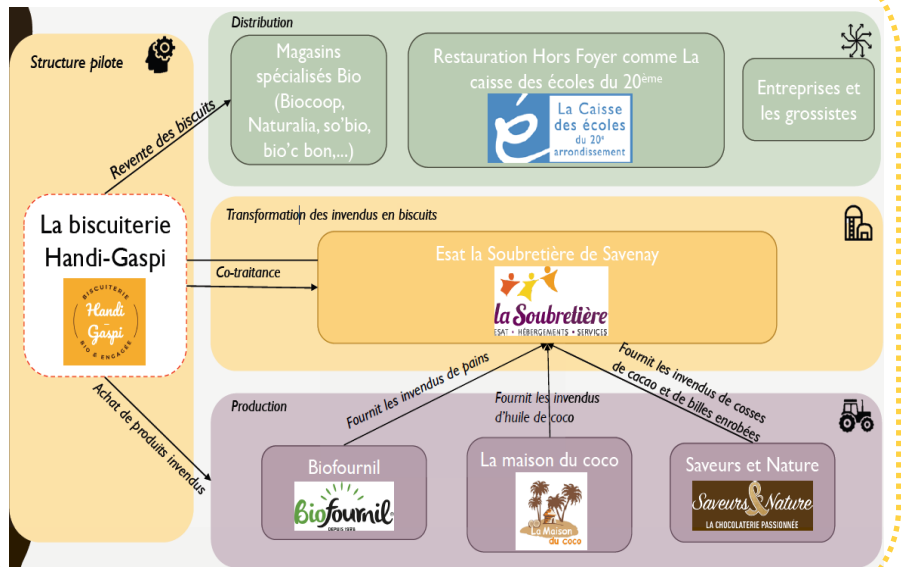 Structure pilote
La biscuiterie
Handi-Gaspi
BISCUITERIE
Handi
Gaspi
BIO & ENGAGÉE
Revente des biscuits
Co-traitance
Achat de produits invendus
Distribution
Magasins
spécialisés Bio
(Biocoop,
Naturalia, so'bio,
bio'c bon,...)
Restauration Hors Foyer comme La
caisse des écoles du 20ème
é
La Caisse
des écoles
du 20e
arrondissement
Entreprises et
les grossistes
Transformation des invendus en biscuits
Esat la Soubretière de Savenay
la Soubretière
ESAT • HÉBERGEMENTS • SERVICES
Fournit les invendus de pains
Fournit les invendus
d'huile de coco
Fournit les invendus de cosses
de cacao et de billes enrobées
Production
Biofournil
biofournil
DEPUIS 1978
La maison du coco
La Maison
du coco
Saveurs et Nature
Saveurs & Nature
LA CHOCOLATERIE PASSIONNÉE